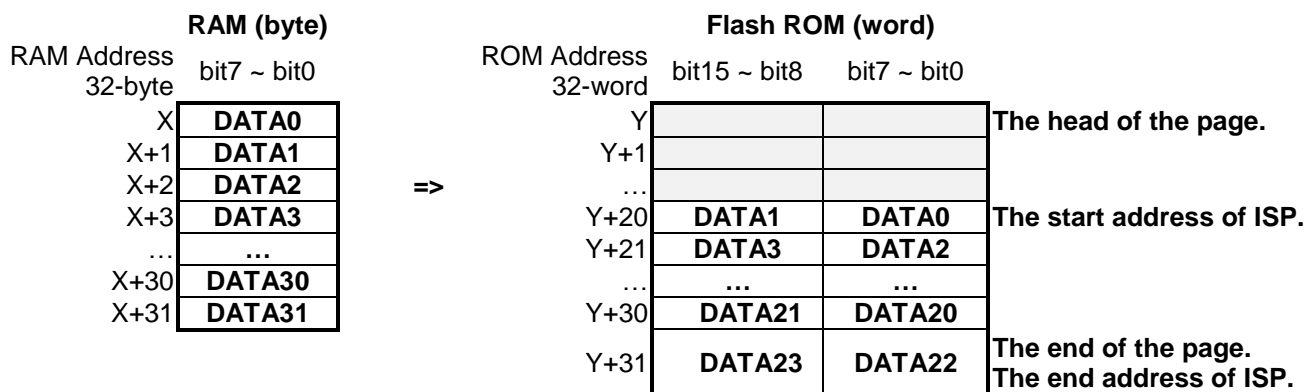 RAM (byte) Flash ROM (word)
RAM Address 32-byte bit7 ~ bit0 ROM Address 32-word bit15 ~ bit8 bit7 ~ bit0
X DATA0 Y The head of the page.
X+1 DATA1 Y+1
X+2 DATA2 => …
X+3 DATA3 Y+20 DATA1 DATA0 The start address of ISP.
… … Y+21 DATA3 DATA2
X+30 DATA30 … … …
X+31 DATA31 Y+30 DATA21 DATA20
Y+31 DATA23 DATA22 The end of the page.
The end address of ISP.